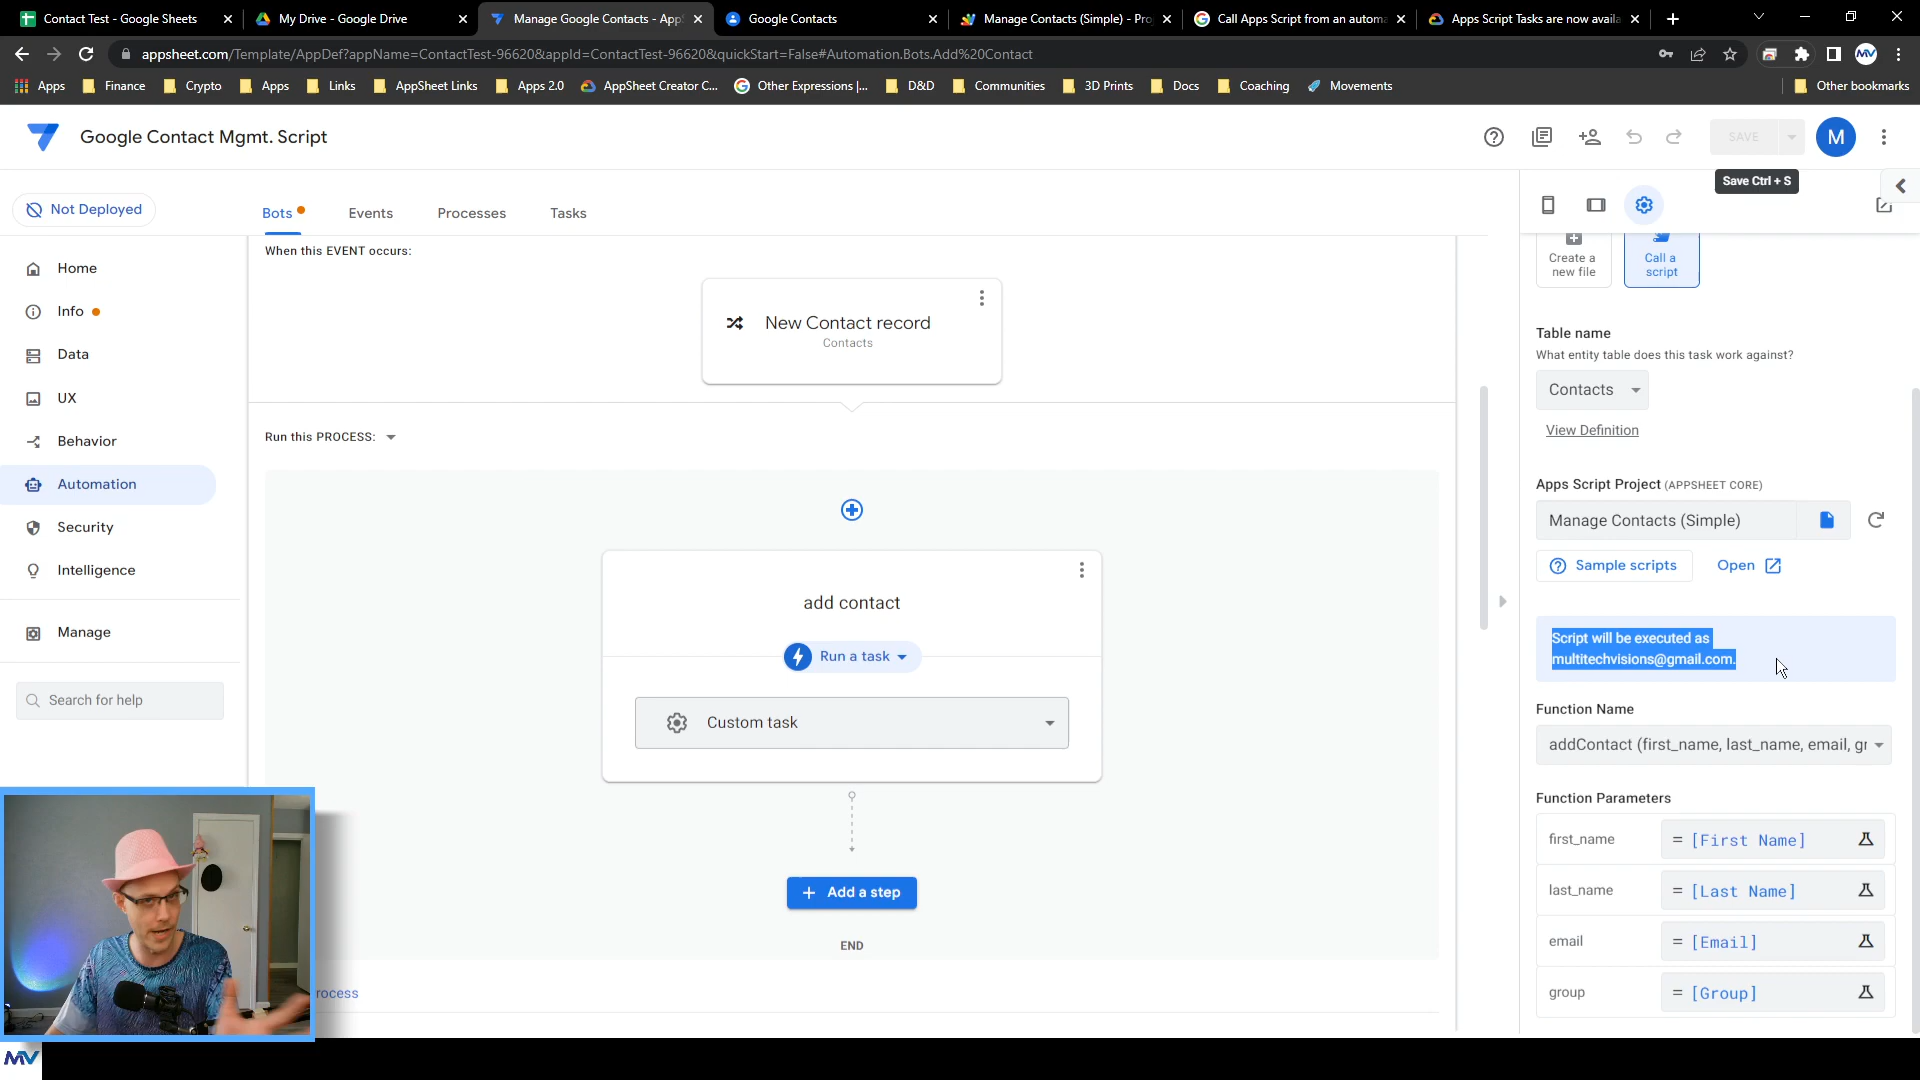 Contact Test - Google Sheets
My Drive - Google Drive
Manage Google Contacts - App
Google Contacts
Manage Contacts (Simple) - Pro
Call Apps Script from an automa
Apps Script Tasks are now availa
appsheet.com/Template/AppDef?appName=ContactTest-96620&appId=ContactTest-96620&quickStart=False#Automation.Bots.Add%20Contact
MV
Apps
Finance
Crypto
Apps
Links
AppSheet Links
Apps 2.0
AppSheet Creator C...
Other Expressions |...
D&D
Communities
3D Prints
Docs
Coaching
Movements
Other bookmarks
Google Contact Mgmt. Script
SAVE
M
Save Ctrl + S
Not Deployed
Bots
Events
Processes
Tasks
Home
Info
Data
UX
Behavior
Automation
Security
Intelligence
Manage
Search for help
When this EVENT occurs:
New Contact record
Contacts
Run this PROCESS:
add contact
Run a task
Custom task
Add a step
END
rocess
Create a
new file
Call a
script
Table name
What entity table does this task work against?
Contacts
View Definition
Apps Script Project (APPSHEET CORE)
Manage Contacts (Simple)
Sample scripts
Open
Script will be executed as
multitechvisions@gmail.com.
Function Name
addContact (first_name, last_name, email, gr
Function Parameters
first_name
= [First Name]
last_name
= [Last Name]
email
= [Email]
group
= [Group]
MV